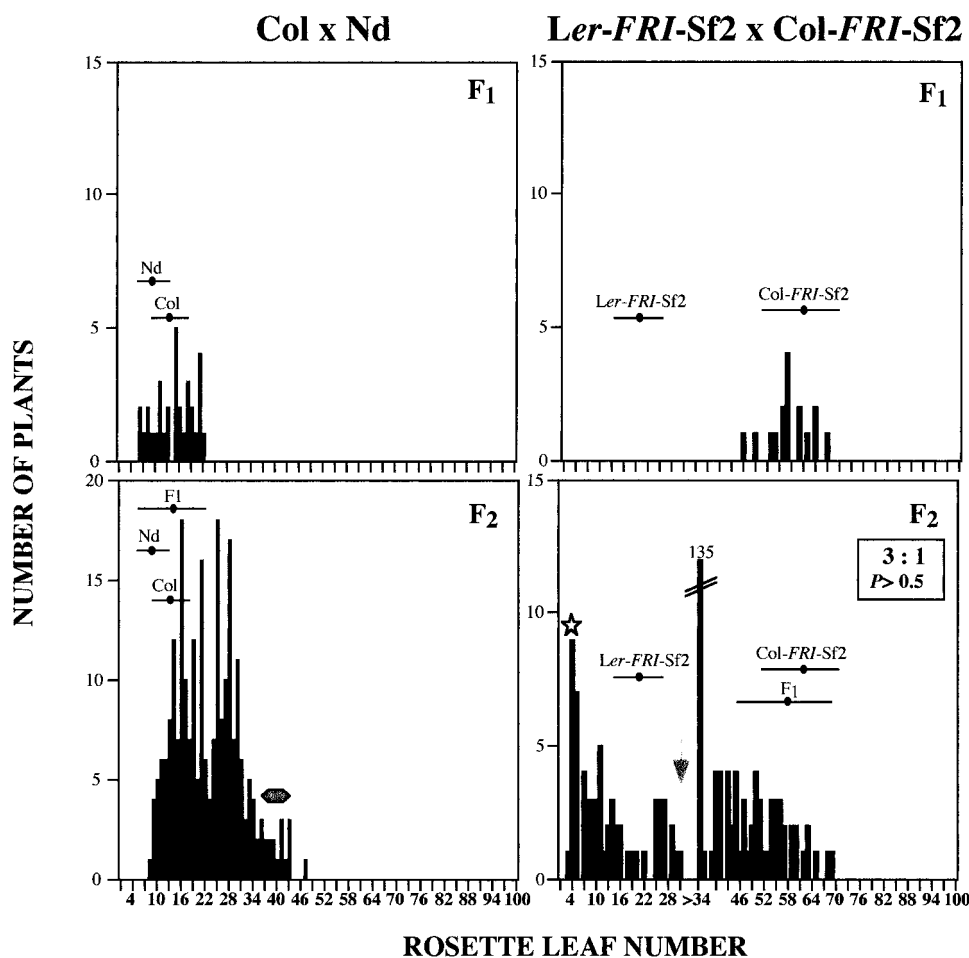 Col x Nd
Ler-FRI-Sf2 x Col-FRI-Sf2
NUMBER OF PLANTS
15
10
5
0
F1
Nd
Col
15
10
5
0
F1
Ler-FRI-Sf2
Col-FRI-Sf2
20
15
10
5
0
F2
F1
Nd
Col
4 10 16 22 28 34 40 46 52 58 64 70 76 82 88 94 100
15
10
5
0
F2
3 : 1
P> 0.5
135
Ler-FRI-Sf2
Col-FRI-Sf2
F1
4 10 16 22 28 >34 46 52 58 64 70 76 82 88 94 100
ROSETTE LEAF NUMBER